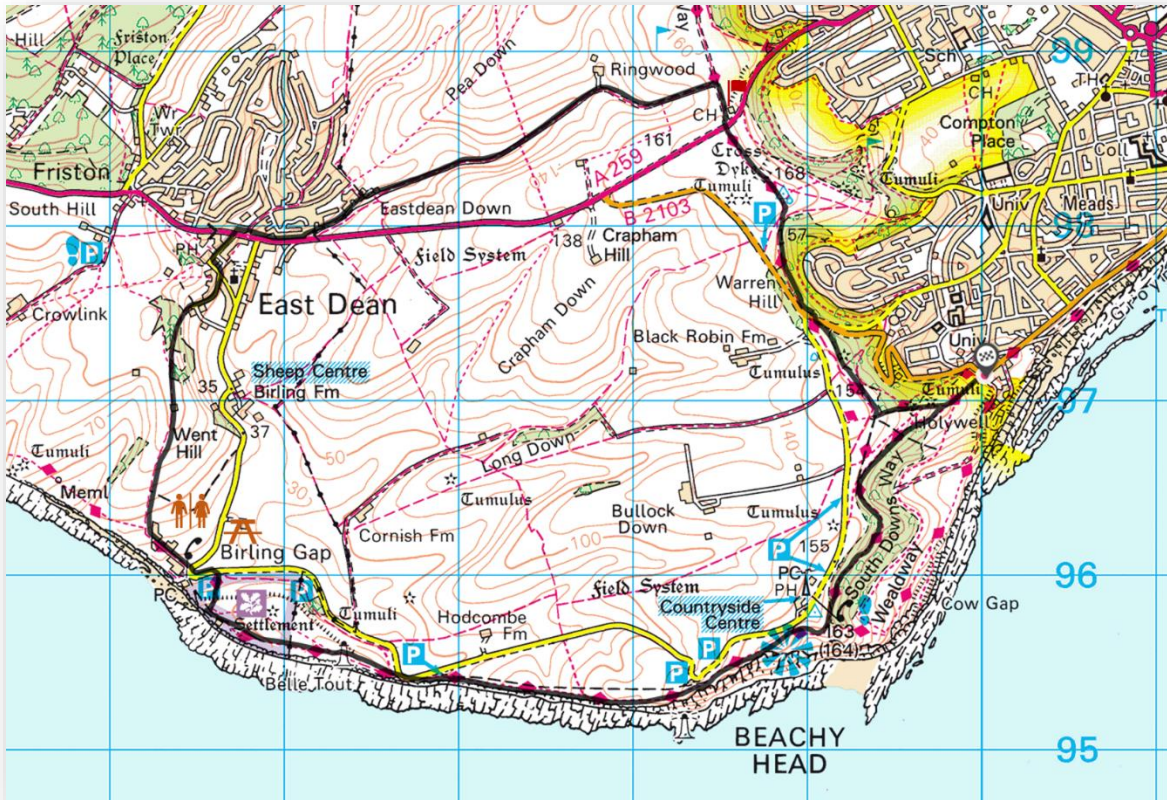 Hill
Friston
Place
Pea Down
Way
160
Ringwood
Sch
99
TH
CH
Wr
Twr
CH
40
Compton
Place
Coll
Friston
161
A 259
140
Cross
Dyke
168
Tumuli
Tumuli
South Hill
Eastdean Down
B 2103
P
Univ
Meads
98
P
PH
138
Crapham
Hill
57
Field System
Crowlink
East Dean
Crapham Down
Warren
Hill
Black Robin Fm
Univ
Sheep Centre
Birling Fm
Tumulus
Tumuli
35
97
37
Went
Hill
70
Holywell
Tumuli
50
Long Down
140
Meml
30
Tumulus
Bullock
Down
Tumulus
South Downs Way
Cornish Fm
100
155
P
Birling Gap
PC
PH
96
P
P
PC
Field System
Wealdway
Countryside
Centre
Cow Gap
Settlement
Tumuli
Hodcombe
Fm
163
(164)
P
P
P
Belle Tout
BEACHY
HEAD
95